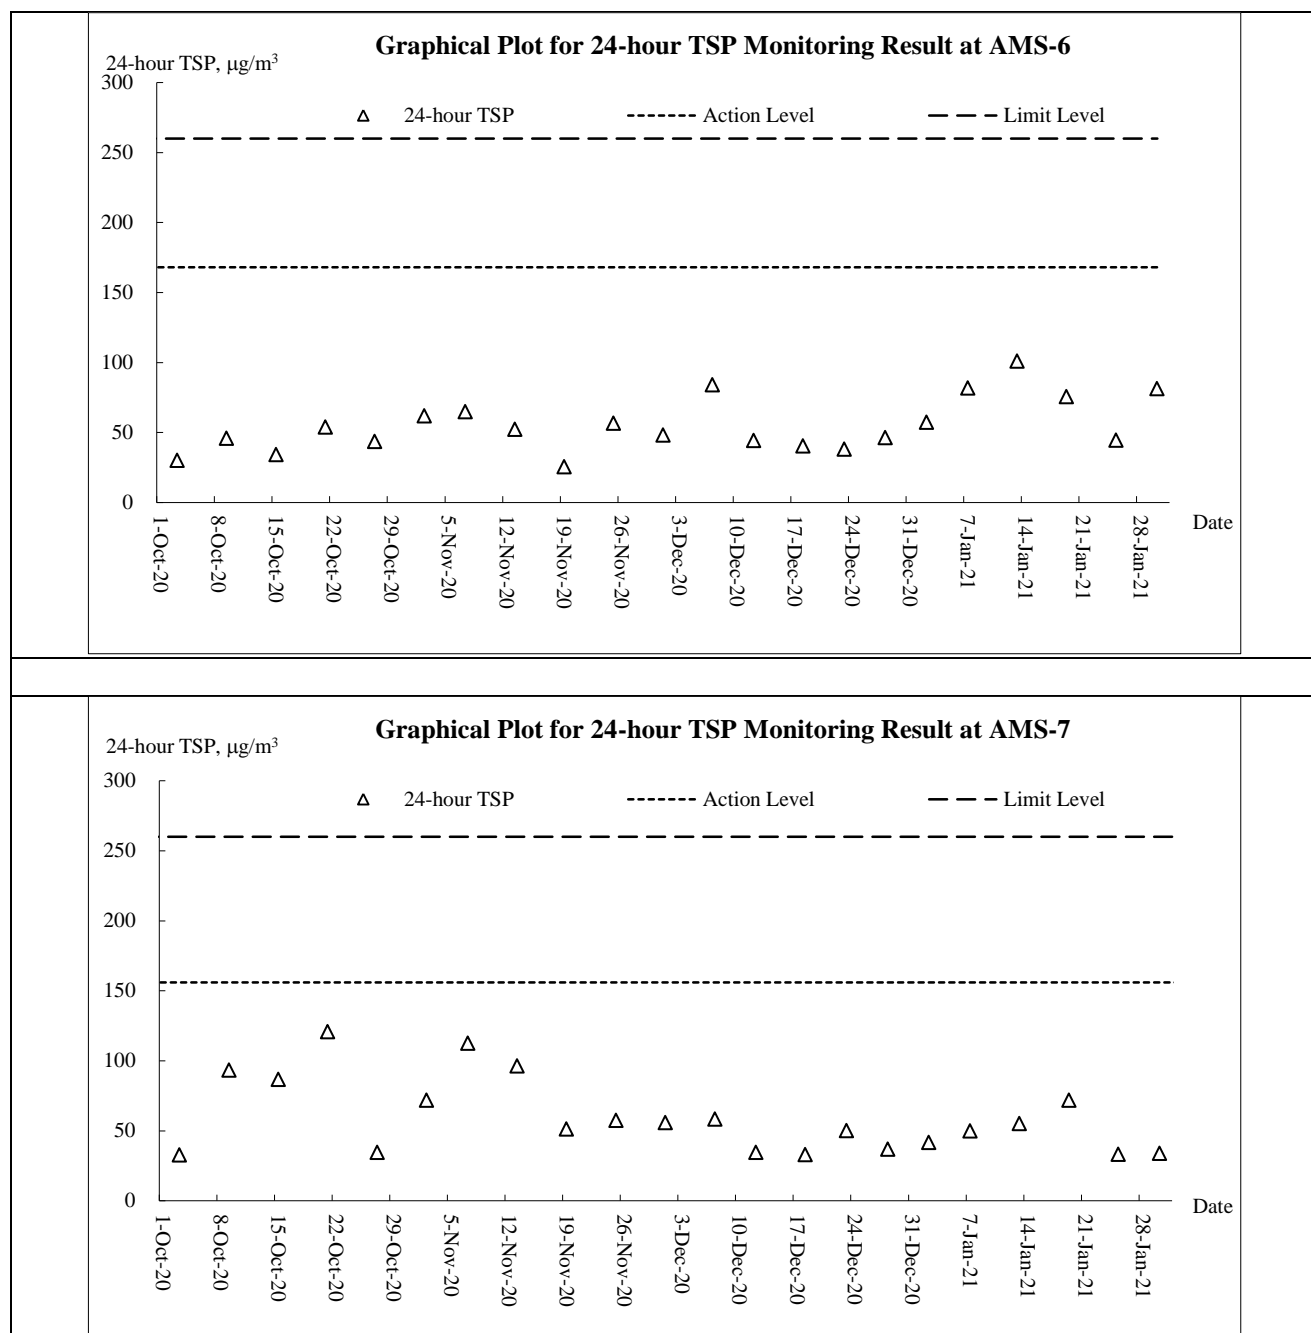 Graphical Plot for 24-hour TSP Monitoring Result at AMS-6
24-hour TSP, µg/m³
300
24-hour TSP Action Level Limit Level
250
200
150
100
50
0
Date
1-Oct-20
8-Oct-20
15-Oct-20
22-Oct-20
29-Oct-20
5-Nov-20
12-Nov-20
19-Nov-20
26-Nov-20
3-Dec-20
10-Dec-20
17-Dec-20
24-Dec-20
31-Dec-20
7-Jan-21
14-Jan-21
21-Jan-21
28-Jan-21
Graphical Plot for 24-hour TSP Monitoring Result at AMS-7
24-hour TSP, µg/m³
300
24-hour TSP Action Level Limit Level
250
200
150
100
50
0
Date
1-Oct-20
8-Oct-20
15-Oct-20
22-Oct-20
29-Oct-20
5-Nov-20
12-Nov-20
19-Nov-20
26-Nov-20
3-Dec-20
10-Dec-20
17-Dec-20
24-Dec-20
31-Dec-20
7-Jan-21
14-Jan-21
21-Jan-21
28-Jan-21